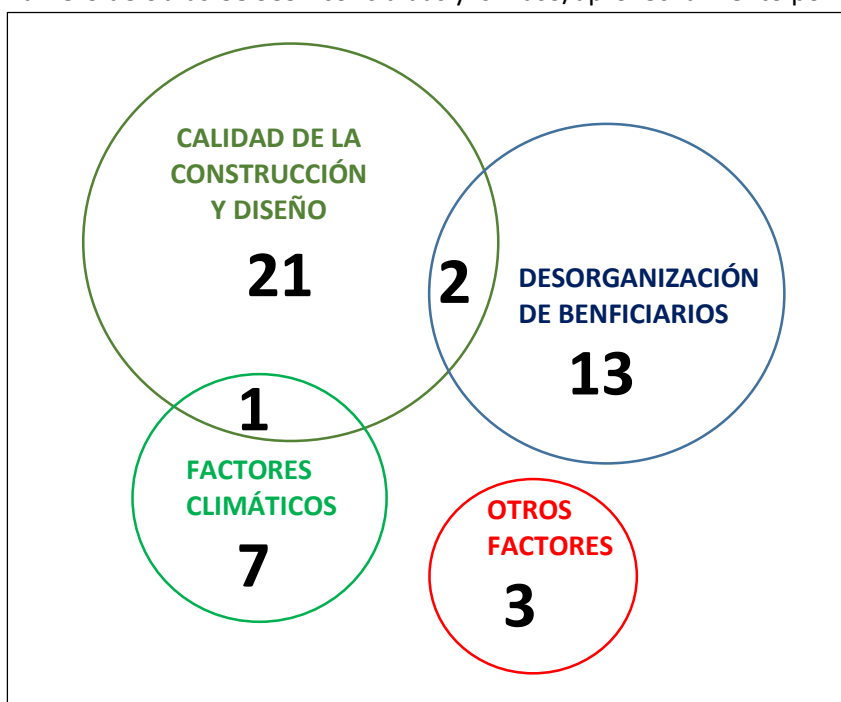 CALIDAD DE LA
CONSTRUCCIÓN
Y DISEÑO
21
2
DESORGANIZACIÓN
DE BENFICIARIOS
13
1
FACTORES
CLIMÁTICOS
7
OTROS
FACTORES
3